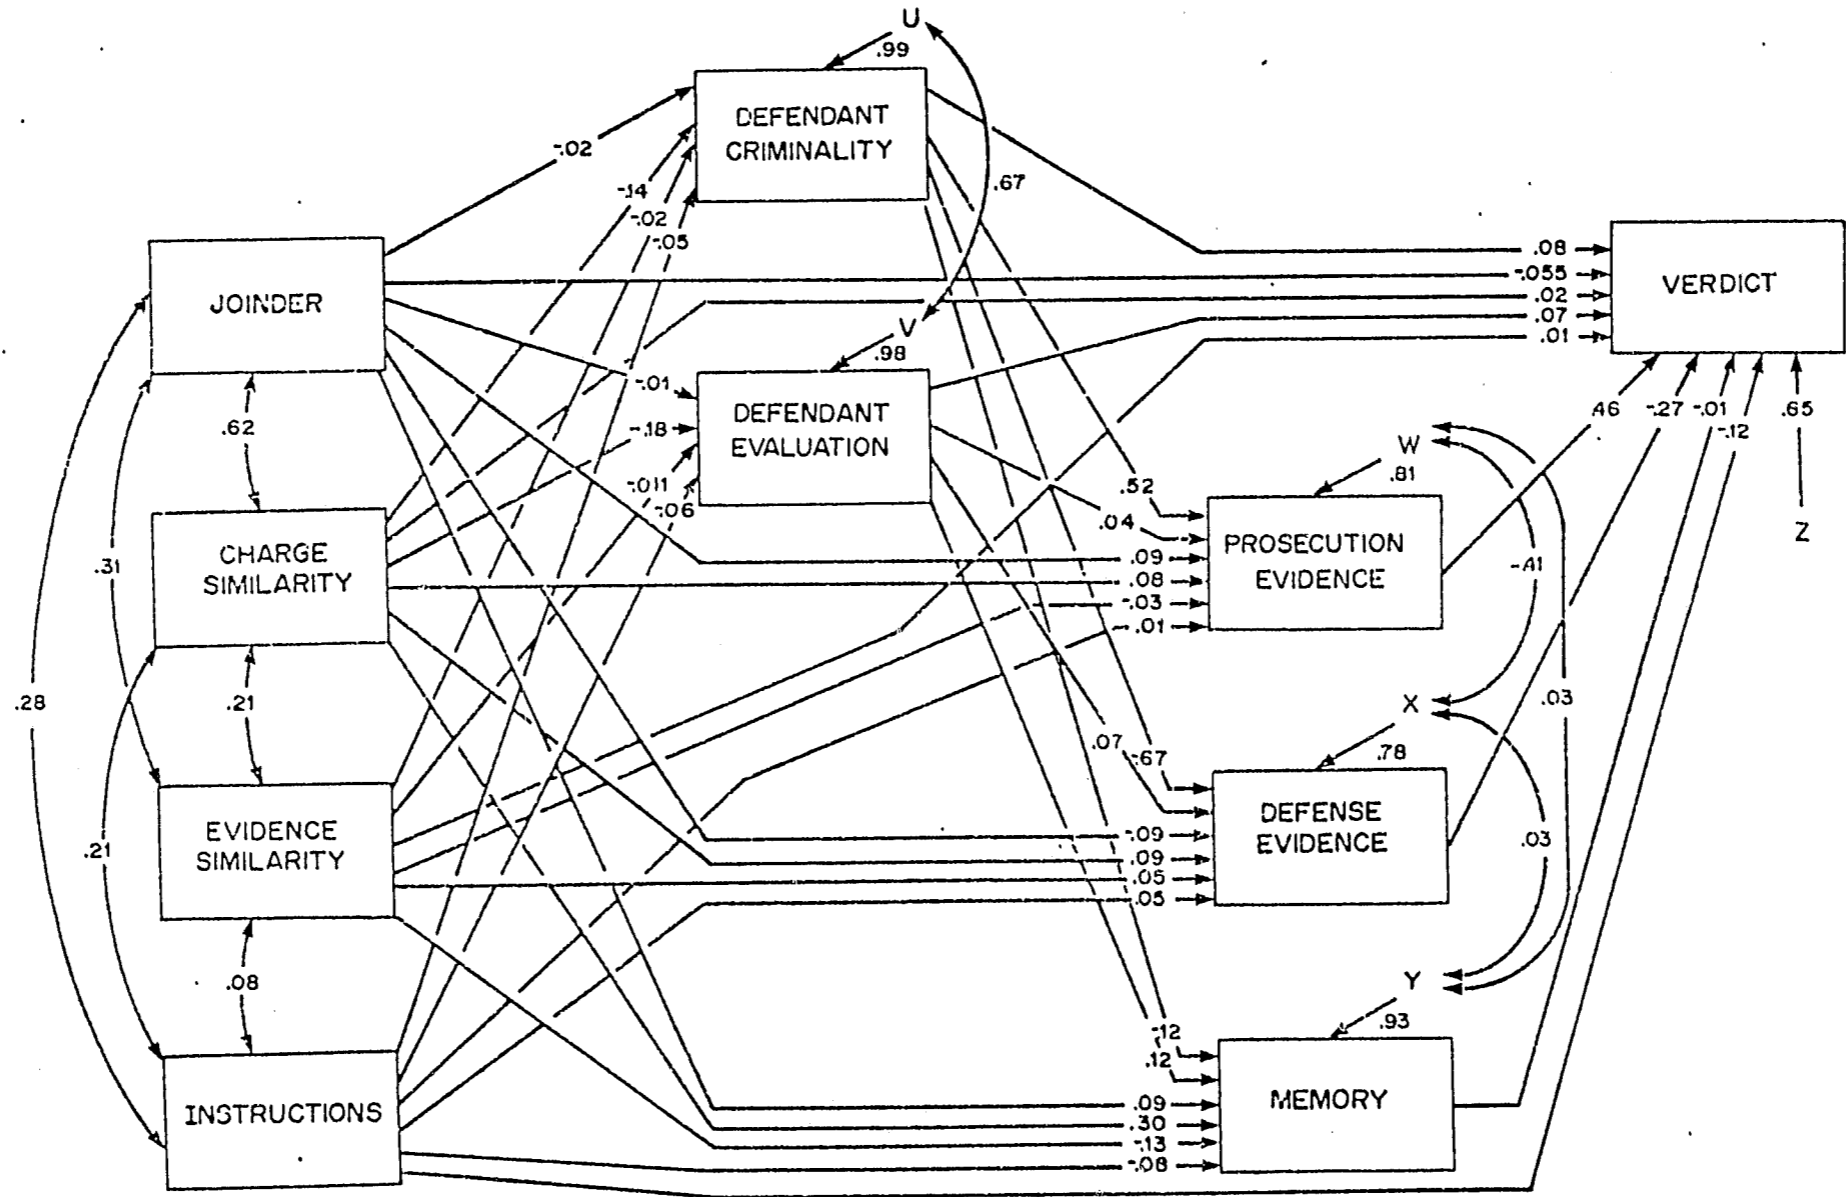 U
.99
DEFENDANT
CRIMINALITY
-.02
-.14
-.02
-.05
.67
JOINDER
.08
-.055
.02
.07
.01
VERDICT
V
.98
-.01
-.18
-.011
-.06
DEFENDANT
EVALUATION
.62
.46
-.27
-.01
-.12
.65
Z
W
.81
.52
.04
.09
.08
-.03
-.01
PROSECUTION
EVIDENCE
-.41
CHARGE
SIMILARITY
.31
.28
.21
.03
X
.78
.07
-.67
-.09
.09
.05
.05
DEFENSE
EVIDENCE
.03
EVIDENCE
SIMILARITY
.21
.08
Y
.93
-.12
.12
.09
.30
-.13
-.08
MEMORY
INSTRUCTIONS